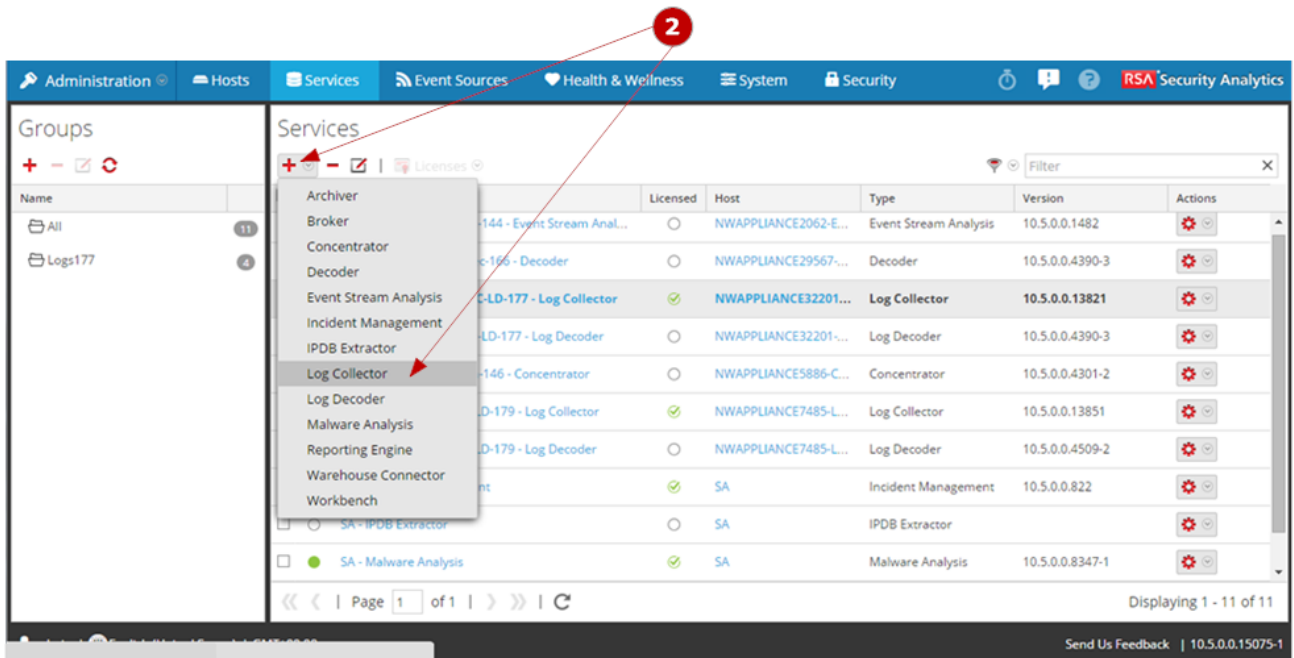 2
Administration Hosts Services Event Sources Health & Wellness System Security RSA Security Analytics
Groups
Name
All 11
Logs177 4
Services
Licenses Filter
Licensed Host Type Version Actions
Archiver
Broker
Concentrator
Decoder
Event Stream Analysis
Incident Management
IPDB Extractor
Log Collector
Log Decoder
Malware Analysis
Reporting Engine
Warehouse Connector
Workbench
-144 - Event Stream Anal... NWAPPLIANCE2062-E... Event Stream Analysis 10.5.0.0.1482
-166 - Decoder NWAPPLIANCE29567-... Decoder 10.5.0.0.4390-3
-LD-177 - Log Collector NWAPPLIANCE32201... Log Collector 10.5.0.0.13821
LD-177 - Log Decoder NWAPPLIANCE32201-... Log Decoder 10.5.0.0.4390-3
-146 - Concentrator NWAPPLIANCE5886-C... Concentrator 10.5.0.0.4301-2
D-179 - Log Collector NWAPPLIANCE7485-L... Log Collector 10.5.0.0.13851
D-179 - Log Decoder NWAPPLIANCE7485-L... Log Decoder 10.5.0.0.4509-2
nt SA Incident Management 10.5.0.0.822
SA - IPDB Extractor SA IPDB Extractor
SA - Malware Analysis SA Malware Analysis 10.5.0.0.8347-1
Page 1 of 1 Displaying 1 - 11 of 11
Send Us Feedback | 10.5.0.0.15075-1